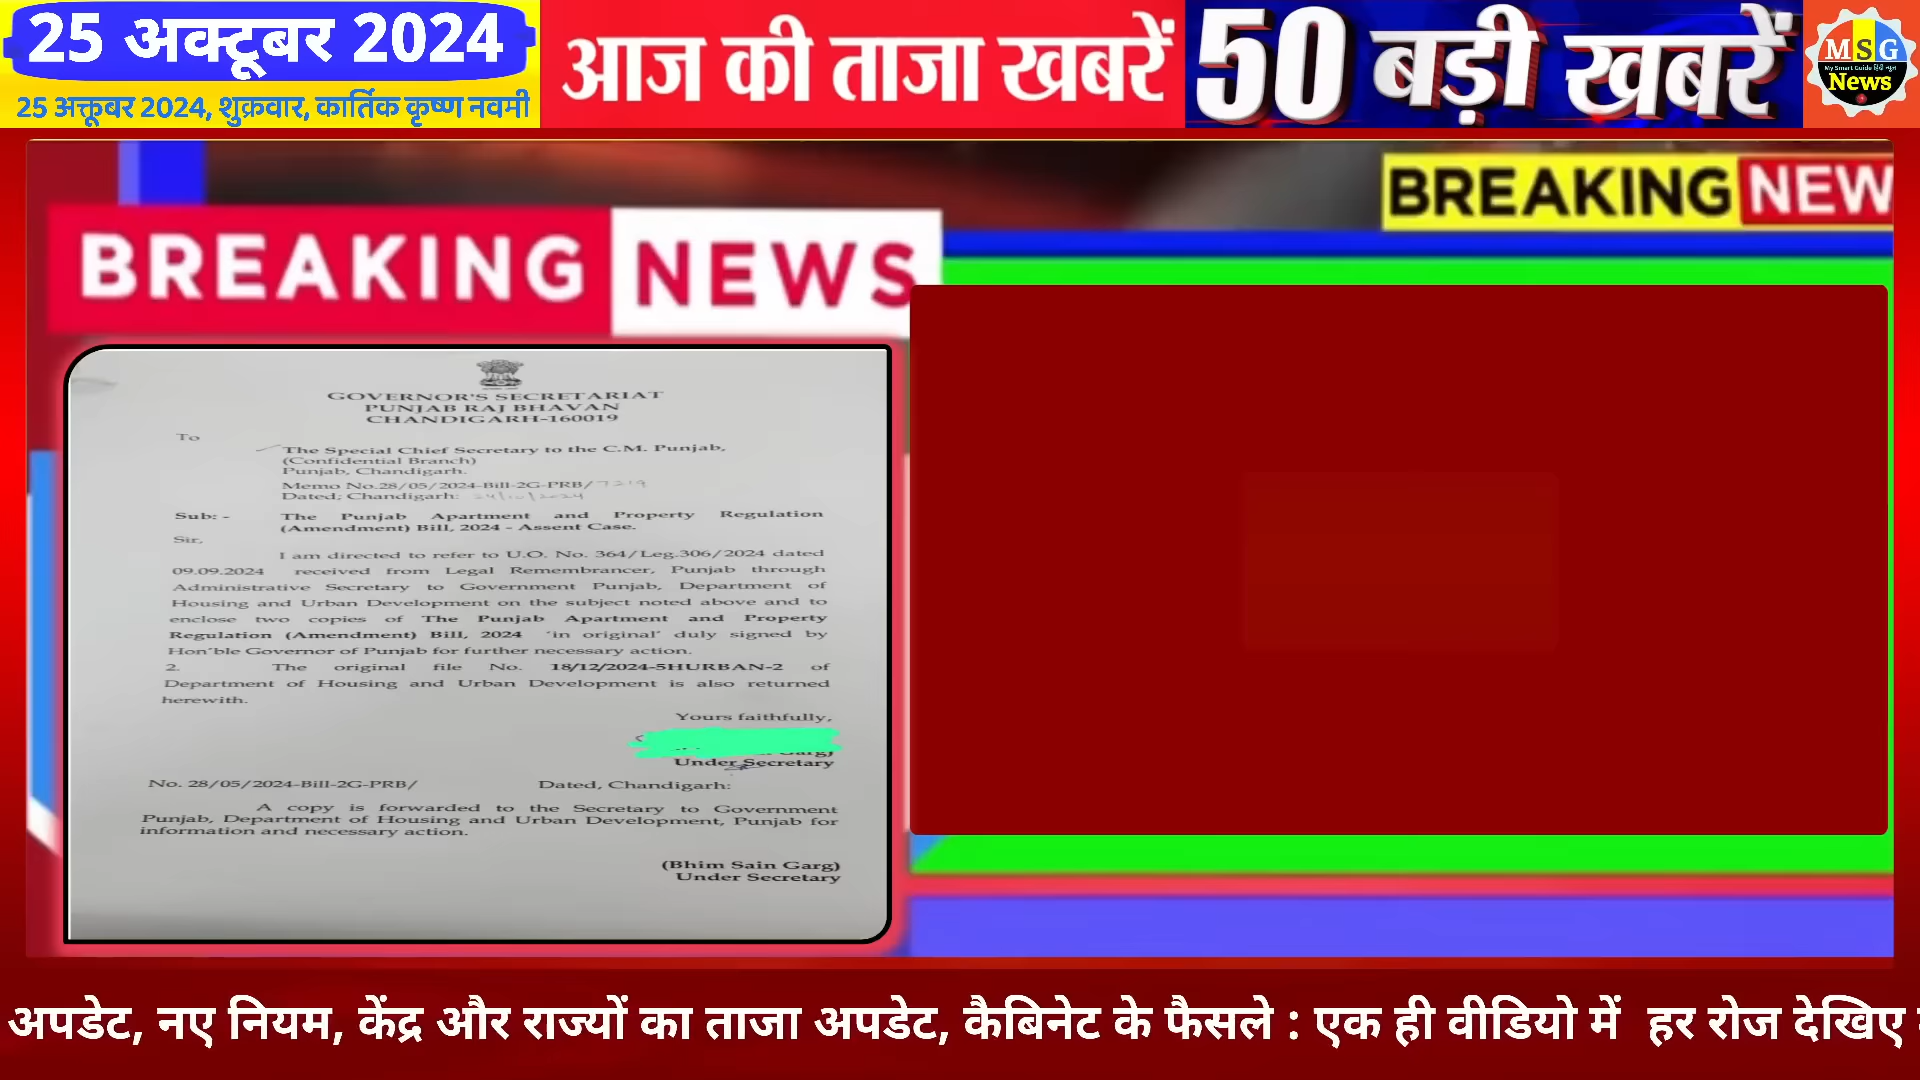 25 अक्टूबर 2024
25 अक्तूबर 2024, शुक्रवार, कार्तिक कृष्ण नवमी
आज की ताजा खबरें
50 बड़ी खबरें
MSG
My Smart Guide हिंदी न्यूज़
News
BREAKING NEW
BREAKING NEWS
GOVERNOR'S SECRETARIAT
PUNJAB RAJ BHAVAN
CHANDIGARH-160019
To
The Special Chief Secretary to the C.M. Punjab,
(Confidential Branch)
Punjab, Chandigarh.
Memo No.28/05/2024-Bill-2G-PRB/7219
Dated; Chandigarh: 24/10/2024
Sub: - The Punjab Apartment and Property Regulation
(Amendment) Bill, 2024 - Assent Case.
Sir,
I am directed to refer to U.O. No. 364/Leg.306/2024 dated
09.09.2024 received from Legal Remembrancer, Punjab through
Administrative Secretary to Government Punjab, Department of
Housing and Urban Development on the subject noted above and to
enclose two copies of The Punjab Apartment and Property
Regulation (Amendment) Bill, 2024 'in original' duly signed by
Hon'ble Governor of Punjab for further necessary action.
2. The original file No. 18/12/2024-5HURBAN-2 of
Department of Housing and Urban Development is also returned
herewith.
Yours faithfully,
Garg)
Under Secretary
No. 28/05/2024-Bill-2G-PRB/ Dated, Chandigarh:
A copy is forwarded to the Secretary to Government
Punjab, Department of Housing and Urban Development, Punjab for
information and necessary action.
(Bhim Sain Garg)
Under Secretary
अपडेट, नए नियम, केंद्र और राज्यों का ताजा अपडेट, कैबिनेट के फैसले : एक ही वीडियो में हर रोज देखिए